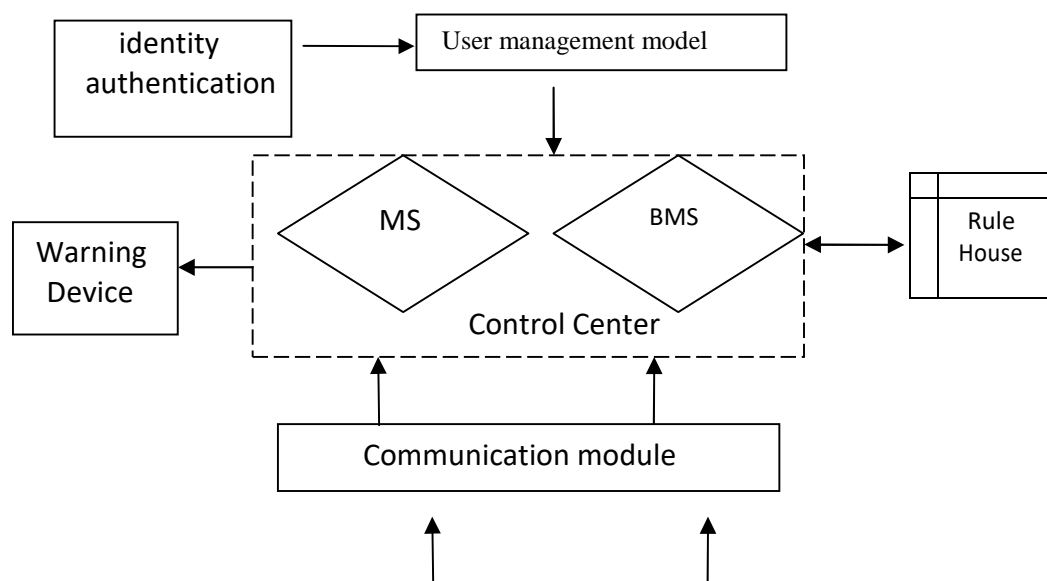 identity
authentication
User management model
MS
BMS
Rule
House
Warning
Device
Control Center
Communication module